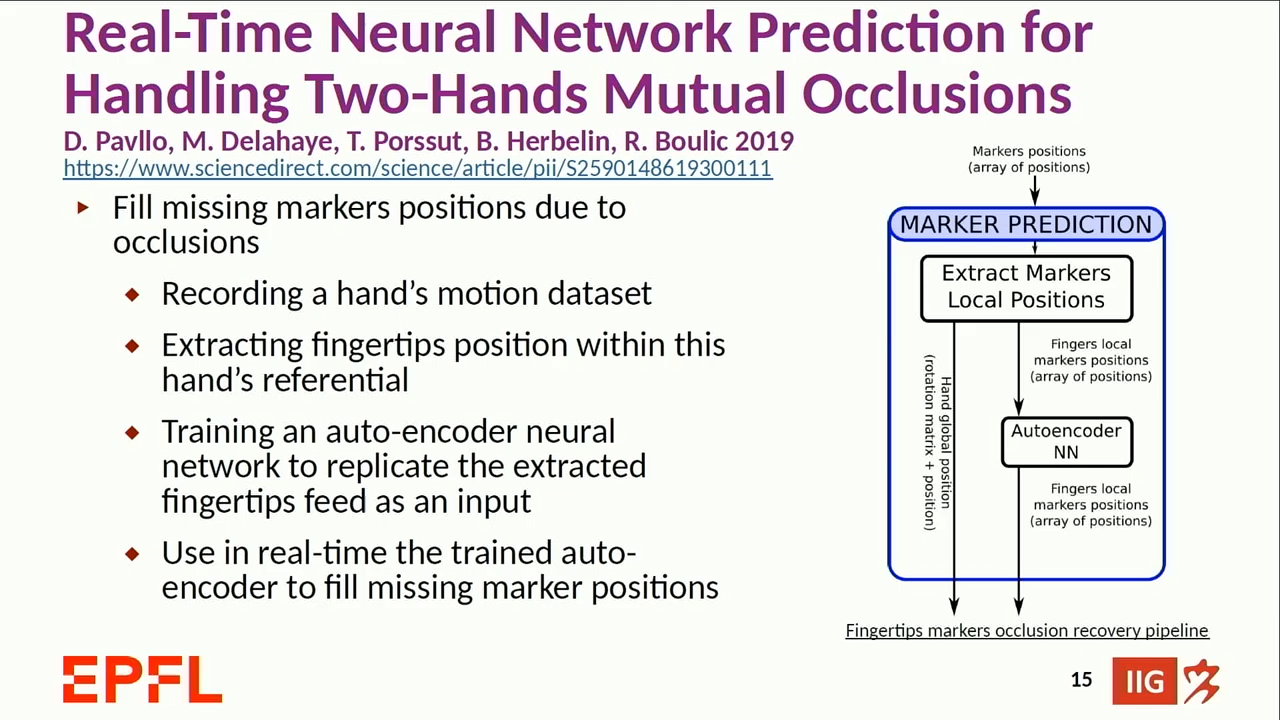 Real-Time Neural Network Prediction for
Handling Two-Hands Mutual Occlusions
D. Pavllo, M. Delahaye, T. Porssut, B. Herbelin, R. Boulic 2019
https://www.sciencedirect.com/science/article/pii/S2590148619300111
Fill missing markers positions due to
occlusions
Recording a hand's motion dataset
Extracting fingertips position within this
hand's referential
Training an auto-encoder neural
network to replicate the extracted
fingertips feed as an input
Use in real-time the trained auto-
encoder to fill missing marker positions
Markers positions
(array of positions)
MARKER PREDICTION
Extract Markers
Local Positions
Hand global position
(rotation matrix + position)
Fingers local
markers positions
(array of positions)
Autoencoder
NN
Fingers local
markers positions
(array of positions)
Fingertips markers occlusion recovery pipeline
EPFL
15
IIG